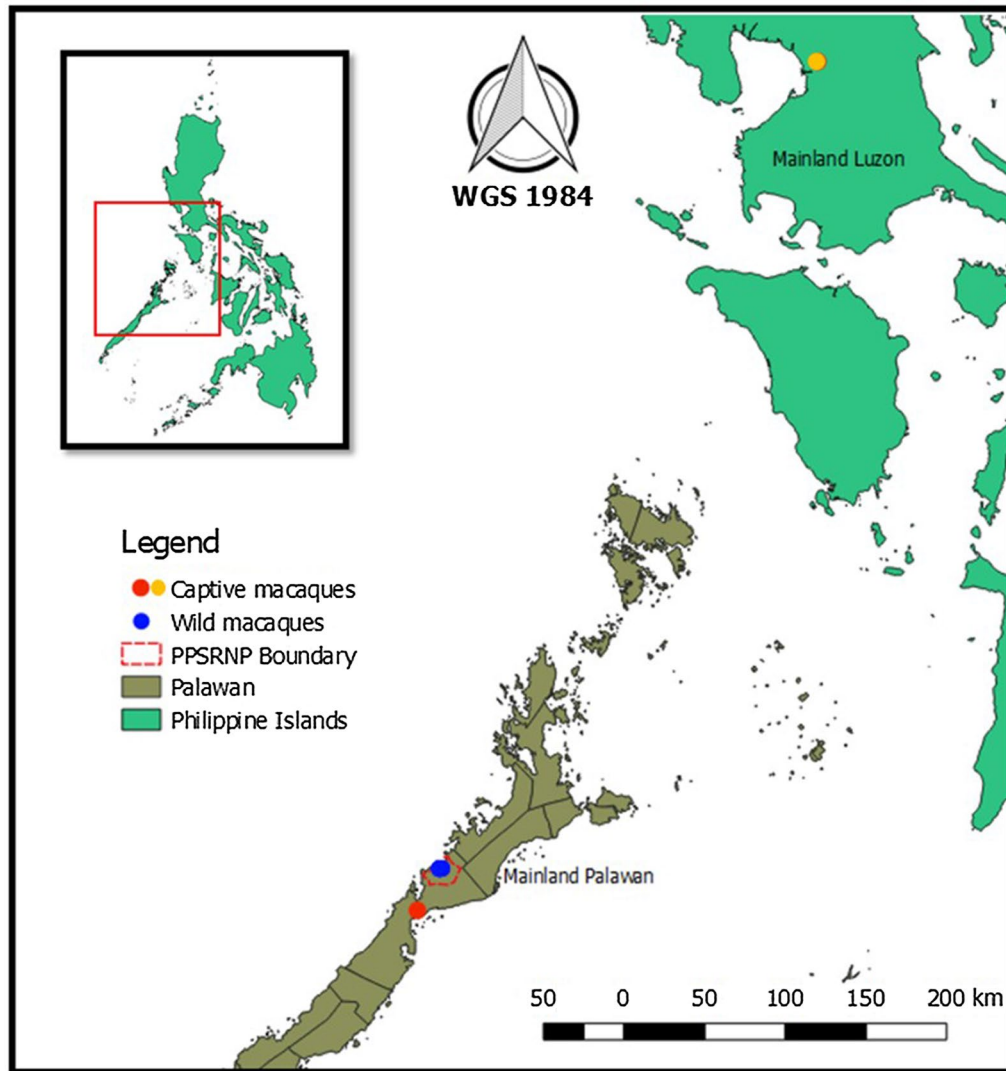 WGS 1984
Mainland Luzon
Legend
Captive macaques
Wild macaques
PPSRNP Boundary
Palawan
Philippine Islands
Mainland Palawan
50 0 50 100 150 200 km